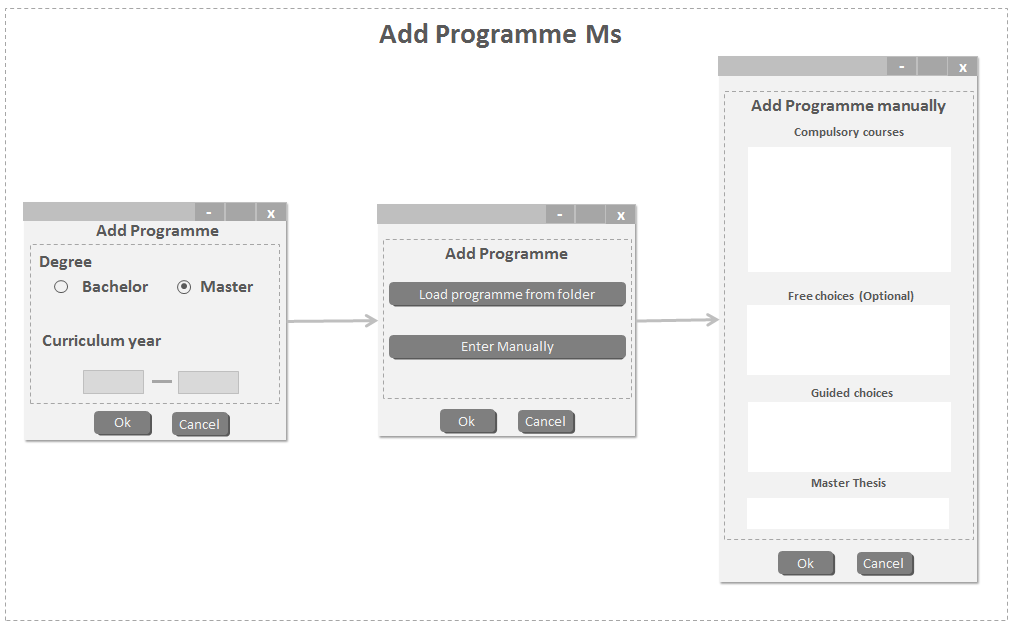 Add Programme Ms
- x
Add Programme
Degree
Bachelor Master
Curriculum year
Ok Cancel
- x
Add Programme
Load programme from folder
Enter Manually
Ok Cancel
- x
Add Programme manually
Compulsory courses
Free choices (Optional)
Guided choices
Master Thesis
Ok Cancel